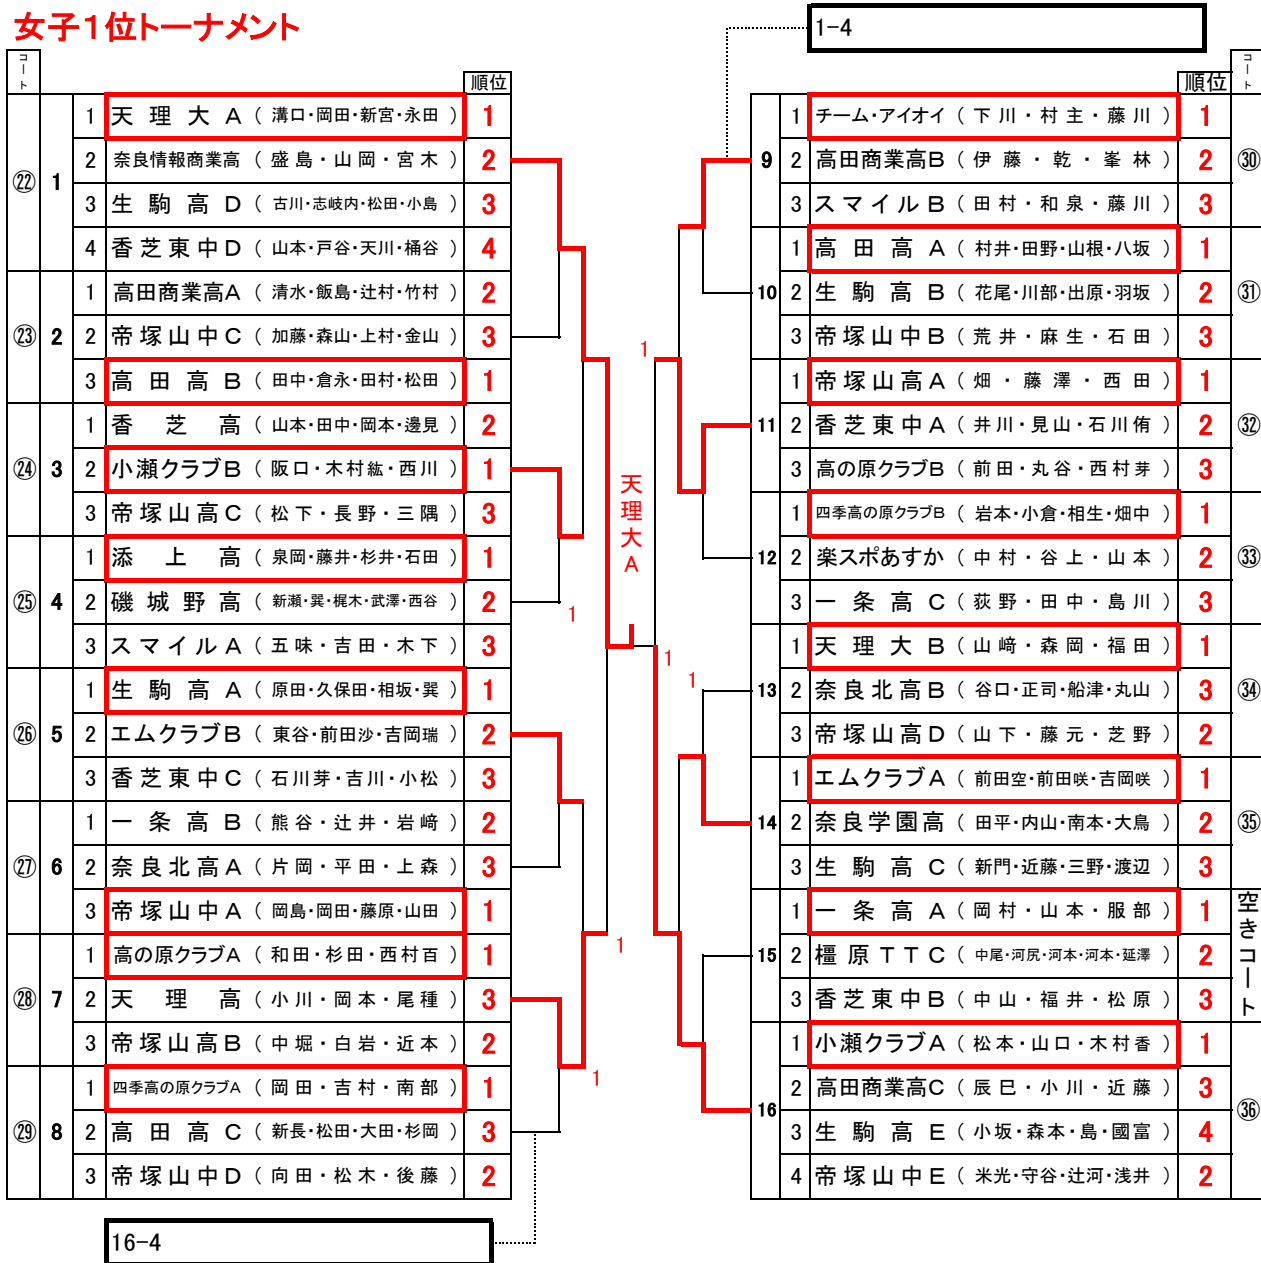 女子1位トーナメント
1-4
コート
順位
㉒ 1
1 天理大A (溝口・岡田・新宮・永田) 1
2 奈良情報商業高 (盛島・山岡・宮木) 2
3 生駒高D (古川・志岐内・松田・小島) 3
4 香芝東中D (山本・戸谷・天川・桶谷) 4
㉓ 2
1 高田商業高A (清水・飯島・辻村・竹村) 2
2 帝塚山中C (加藤・森山・上村・金山) 3
3 高田高B (田中・倉永・田村・松田) 1
㉔ 3
1 香芝高 (山本・田中・岡本・邊見) 2
2 小瀬クラブB (阪口・木村紘・西川) 1
3 帝塚山高C (松下・長野・三隅) 3
㉕ 4
1 添上高 (泉岡・藤井・杉井・石田) 1
2 磯城野高 (新瀬・巽・梶木・武澤・西谷) 2
3 スマイルA (五味・吉田・木下) 3
㉖ 5
1 生駒高A (原田・久保田・相坂・巽) 1
2 エムクラブB (東谷・前田沙・吉岡瑞) 2
3 香芝東中C (石川芽・吉川・小松) 3
㉗ 6
1 一条高B (熊谷・辻井・岩﨑) 2
2 奈良北高A (片岡・平田・上森) 3
3 帝塚山中A (岡島・岡田・藤原・山田) 1
㉘ 7
1 高の原クラブA (和田・杉田・西村百) 1
2 天理高 (小川・岡本・尾種) 3
3 帝塚山高B (中堀・白岩・近本) 2
㉙ 8
1 四季高の原クラブA (岡田・吉村・南部) 1
2 高田高C (新長・松田・大田・杉岡) 3
3 帝塚山中D (向田・松木・後藤) 2
16-4
1
1
1
天理大A
1
1
1
順位
コート
9 ㉚
1 チーム・アイオイ (下川・村主・藤川) 1
2 高田商業高B (伊藤・乾・峯林) 2
3 スマイルB (田村・和泉・藤川) 3
10 ㉛
1 高田高A (村井・田野・山根・八坂) 1
2 生駒高B (花尾・川部・出原・羽坂) 2
3 帝塚山中B (荒井・麻生・石田) 3
11 ㉜
1 帝塚山高A (畑・藤澤・西田) 1
2 香芝東中A (井川・見山・石川侑) 2
3 高の原クラブB (前田・丸谷・西村芽) 3
12 ㉝
1 四季高の原クラブB (岩本・小倉・相生・畑中) 1
2 楽スポあすか (中村・谷上・山本) 2
3 一条高C (荻野・田中・島川) 3
13 ㉞
1 天理大B (山﨑・森岡・福田) 1
2 奈良北高B (谷口・正司・船津・丸山) 3
3 帝塚山高D (山下・藤元・芝野) 2
14 ㉟
1 エムクラブA (前田空・前田咲・吉岡咲) 1
2 奈良学園高 (田平・内山・南本・大鳥) 2
3 生駒高C (新門・近藤・三野・渡辺) 3
15 空きコート
1 一条高A (岡村・山本・服部) 1
2 橿原TTC (中尾・河尻・河本・河本・延澤) 2
3 香芝東中B (中山・福井・松原) 3
16 ㊱
1 小瀬クラブA (松本・山口・木村香) 1
2 高田商業高C (辰巳・小川・近藤) 3
3 生駒高E (小坂・森本・島・國富) 4
4 帝塚山中E (米光・守谷・辻河・浅井) 2